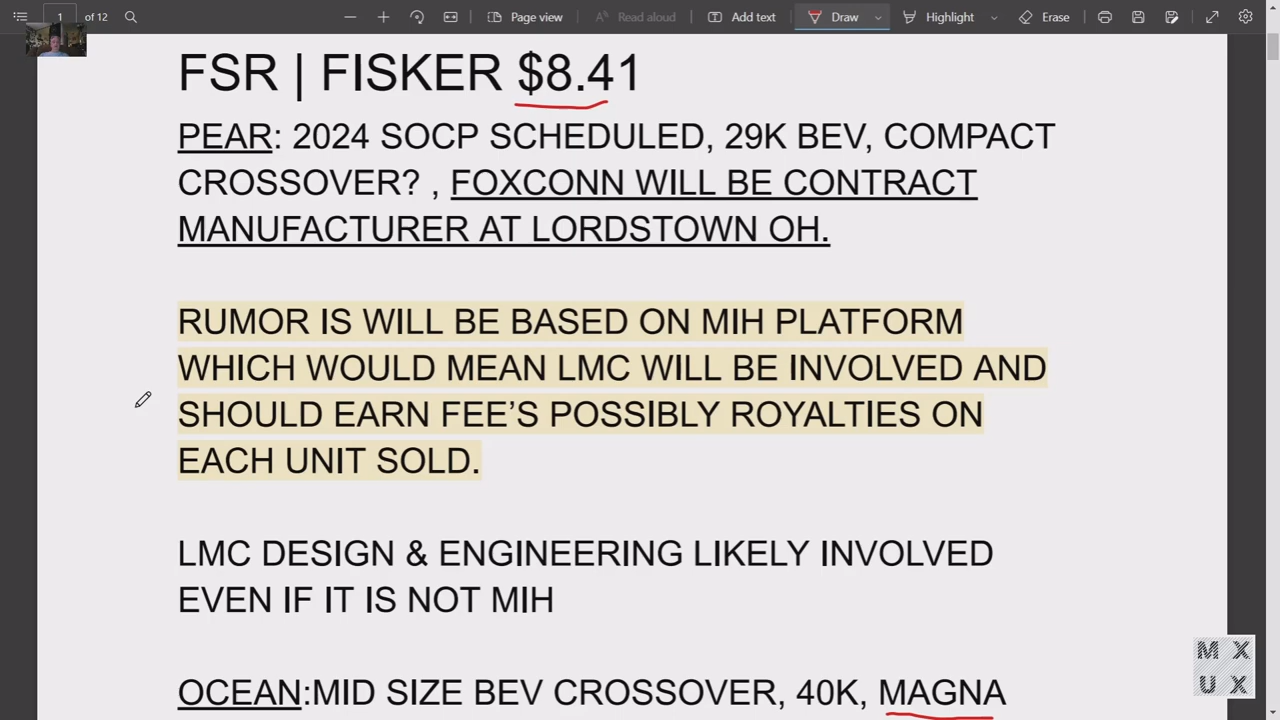 1 of 12 Page view Read aloud Add text Draw Highlight Erase
FSR | FISKER $8.41
PEAR: 2024 SOCP SCHEDULED, 29K BEV, COMPACT
CROSSOVER? , FOXCONN WILL BE CONTRACT
MANUFACTURER AT LORDSTOWN OH.
RUMOR IS WILL BE BASED ON MIH PLATFORM
WHICH WOULD MEAN LMC WILL BE INVOLVED AND
SHOULD EARN FEE’S POSSIBLY ROYALTIES ON
EACH UNIT SOLD.
LMC DESIGN & ENGINEERING LIKELY INVOLVED
EVEN IF IT IS NOT MIH
OCEAN:MID SIZE BEV CROSSOVER, 40K, MAGNA
M X
U X